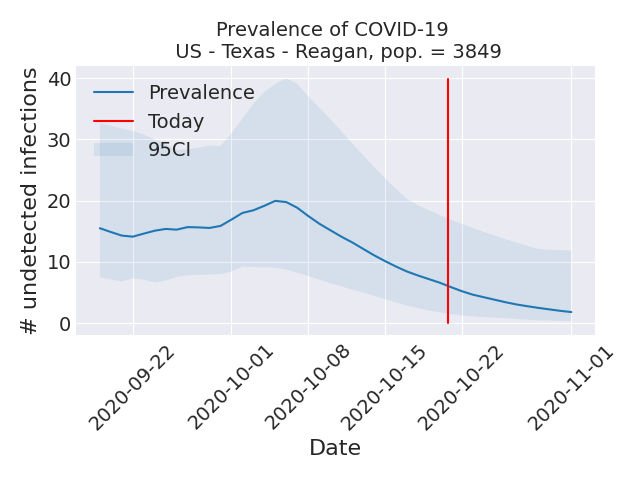 Prevalence of COVID-19
US - Texas - Reagan, pop. = 3849
# undetected infections
40
30
20
10
0
Prevalence
Today
95CI
2020-09-22
2020-10-01
2020-10-08
2020-10-15
2020-10-22
2020-11-01
Date